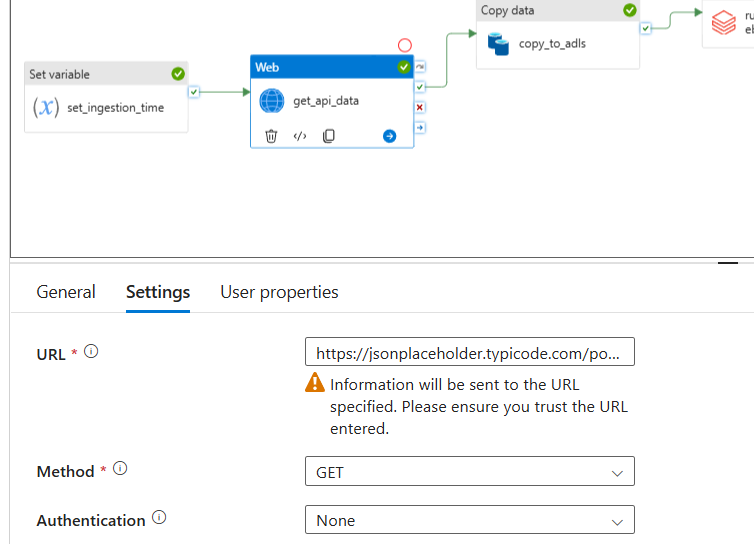 Copy data
copy_to_adls
ru
Set variable
(x) set_ingestion_time
Web
get_api_data
</>
General
Settings
User properties
URL *
https://jsonplaceholder.typicode.com/po...
Information will be sent to the URL
specified. Please ensure you trust the URL
entered.
Method *
GET
Authentication
None